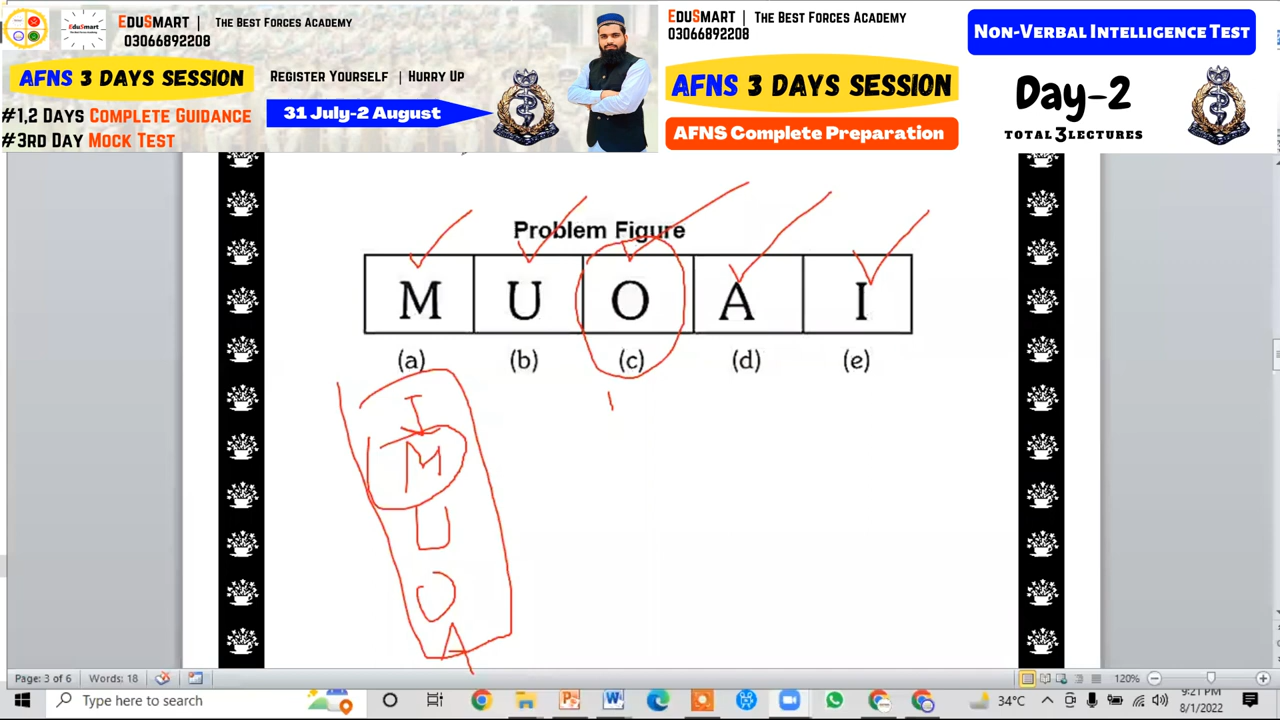 EduSmart | The Best Forces Academy
03066892208
EduSmart
AFNS 3 DAYS SESSION
Register Yourself | Hurry Up
31 July-2 August
#1,2 Days Complete Guidance
#3rd Day Mock Test
EduSmart | The Best Forces Academy
03066892208
AFNS 3 DAYS SESSION
AFNS Complete Preparation
Non-Verbal Intelligence Test
Day-2
Total 3 Lectures
Problem Figure
M U O A I
(a) (b) (c) (d) (e)
I
M
U
O
A
Page: 3 of 6 Words: 18 120%
Type here to search
34°C
9:21 PM
8/1/2022